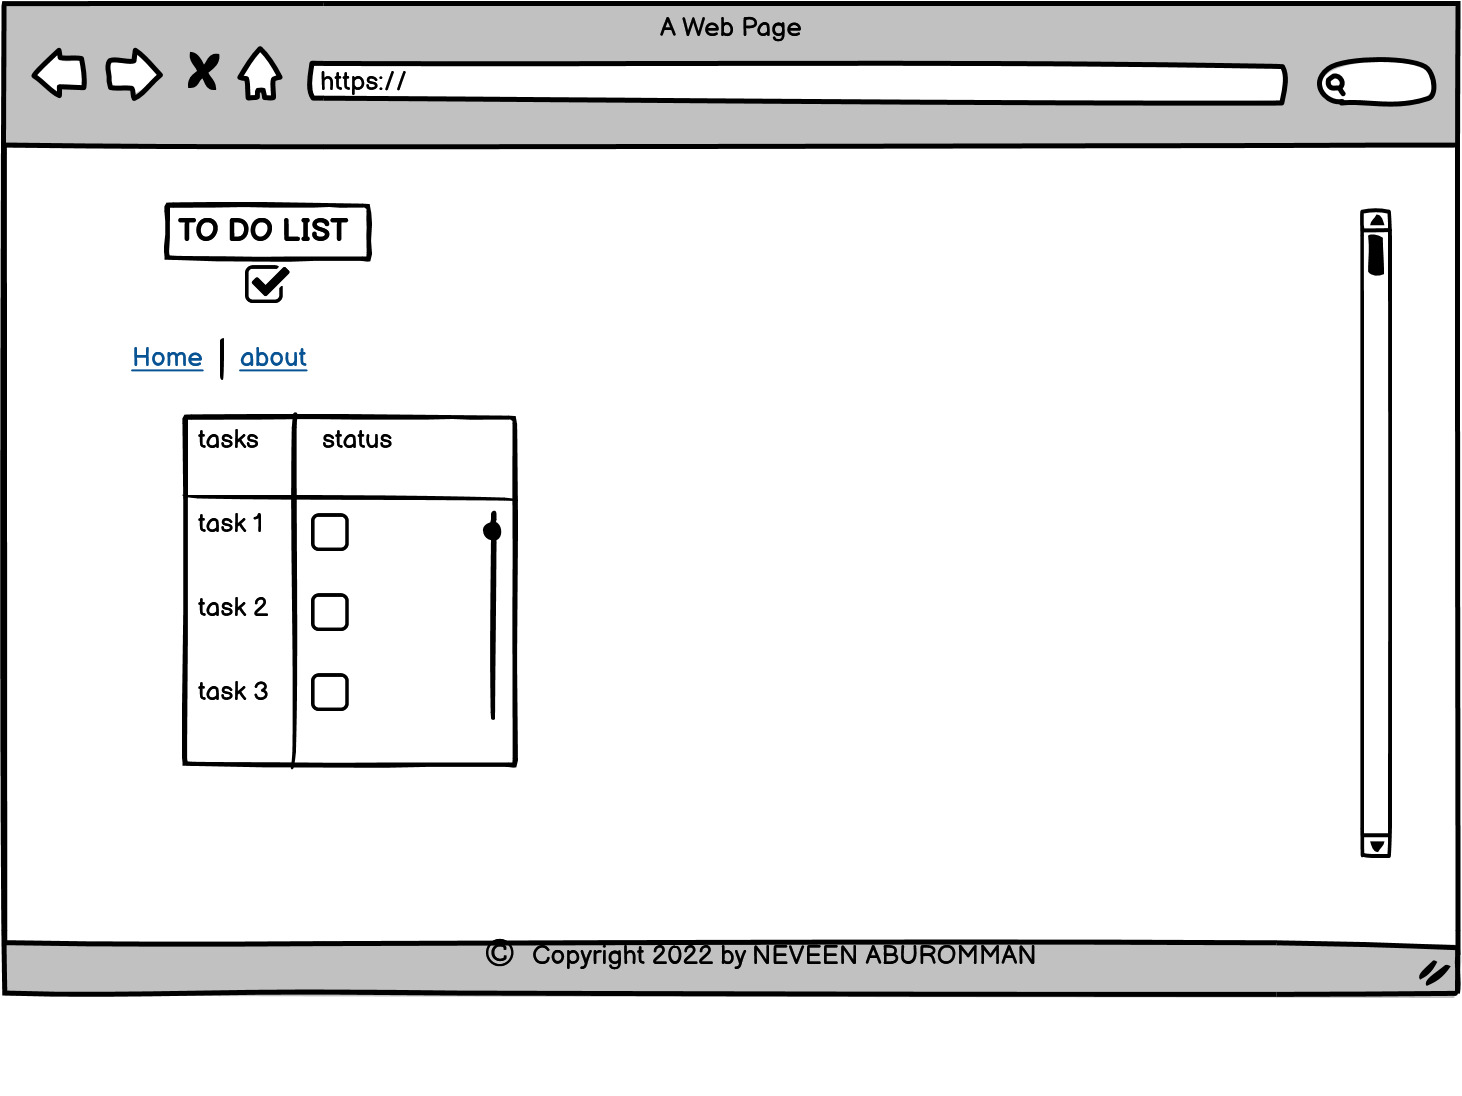 A Web Page
https://
TO DO LIST
Home | about
tasks status
task 1
task 2
task 3
© Copyright 2022 by NEVEEN ABUROMMAN